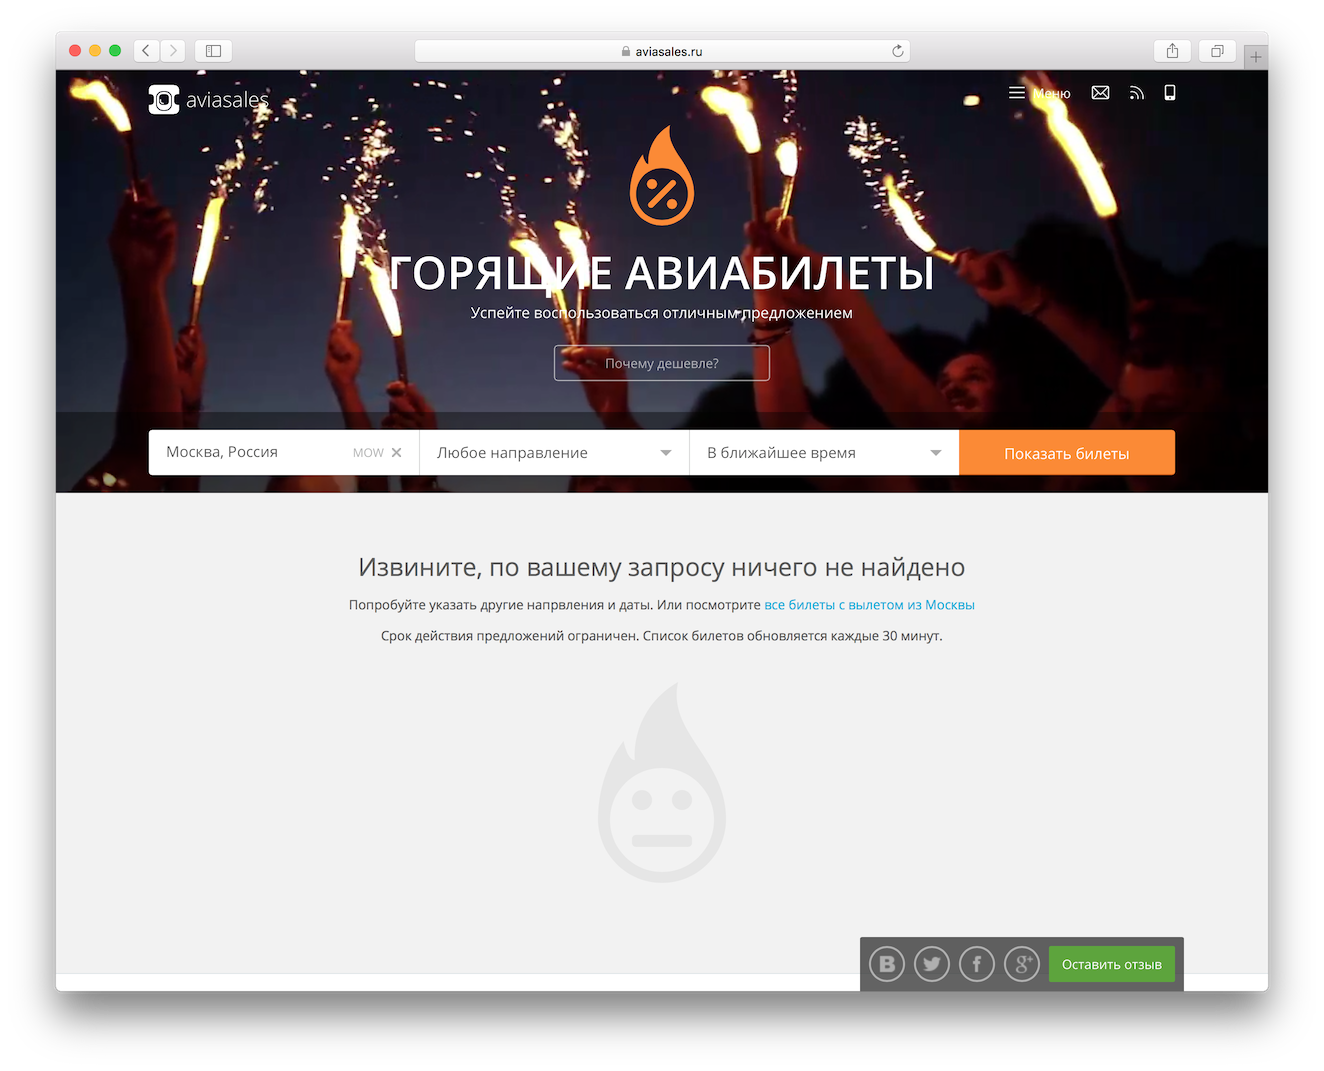 aviasales.ru
aviasales
Меню
ГОРЯЩИЕ АВИАБИЛЕТЫ
Успейте воспользоваться отличным предложением
Почему дешевле?
Москва, Россия MOW
Любое направление
В ближайшее время
Показать билеты
Извините, по вашему запросу ничего не найдено
Попробуйте указать другие напрвления и даты. Или посмотрите все билеты с вылетом из Москвы
Срок действия предложений ограничен. Список билетов обновляется каждые 30 минут.
Оставить отзыв